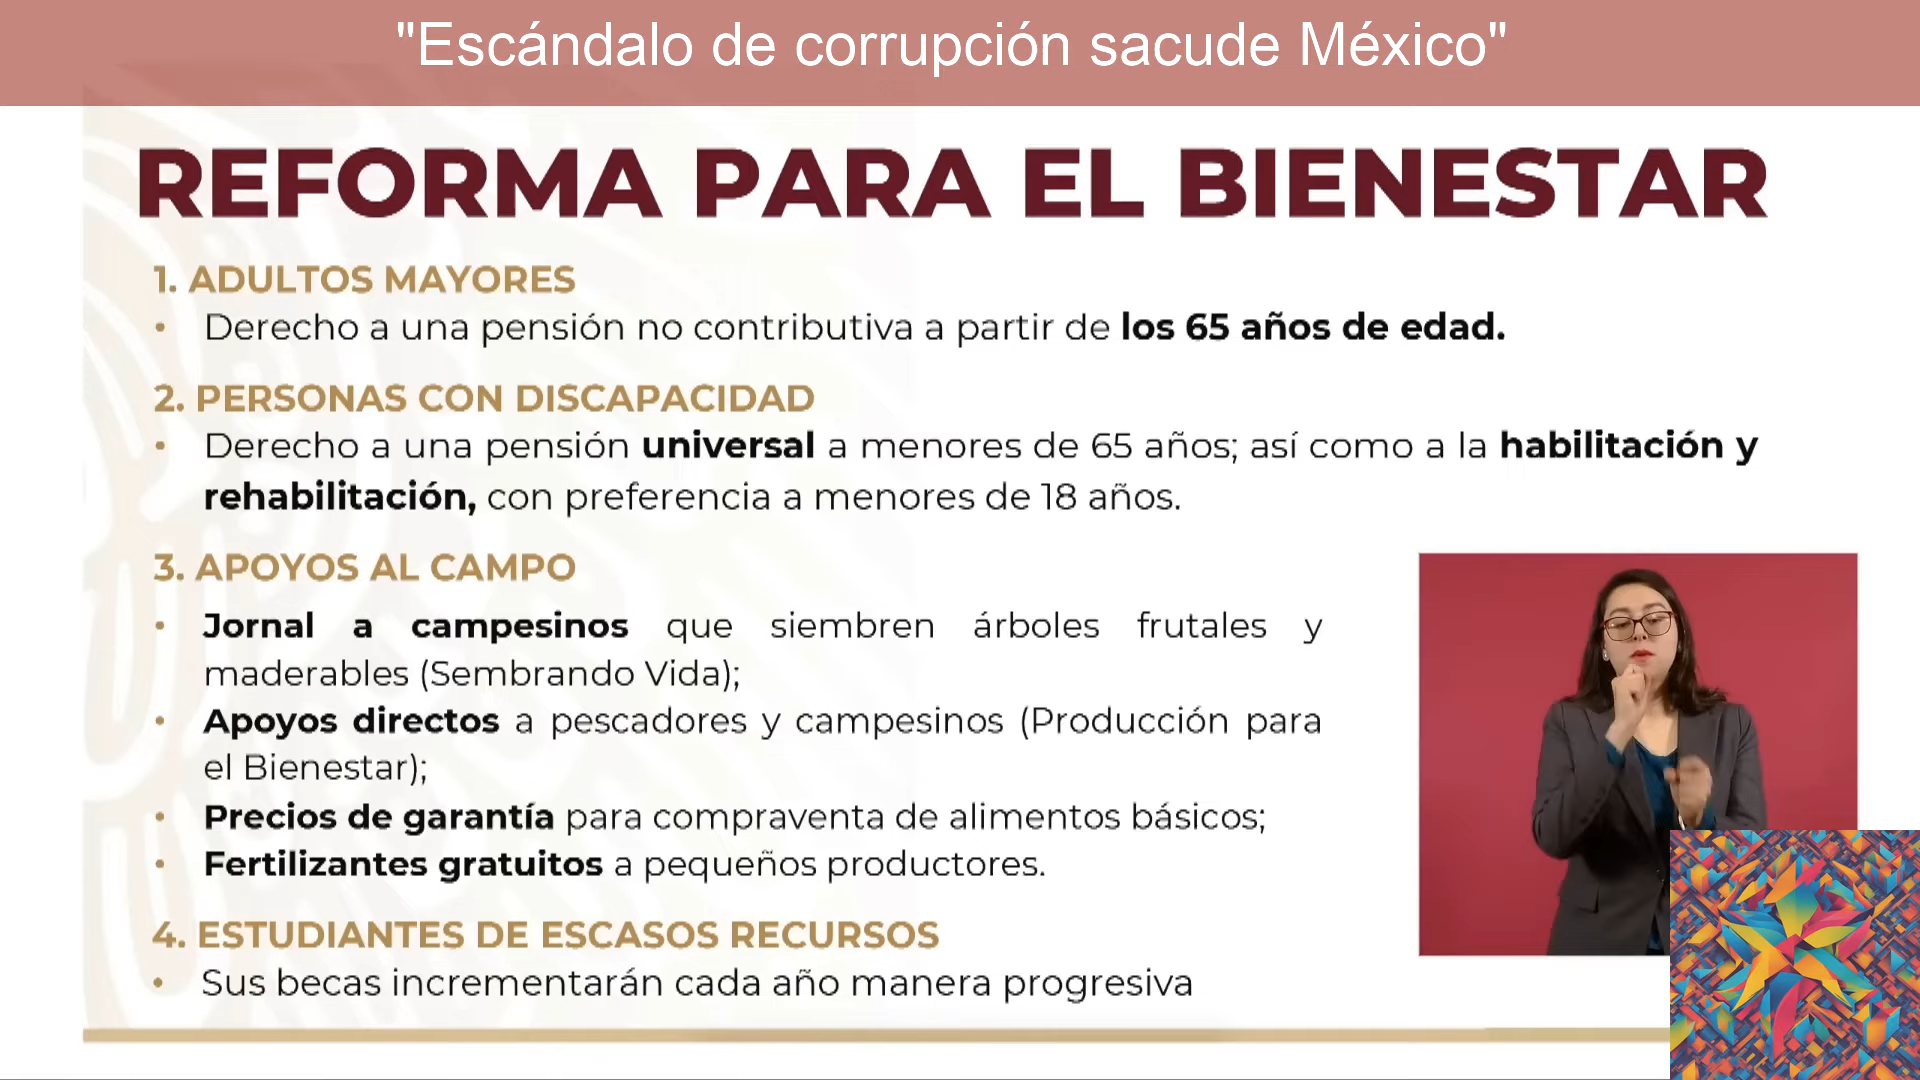 "Escándalo de corrupción sacude México"
REFORMA PARA EL BIENESTAR
1. ADULTOS MAYORES
• Derecho a una pensión no contributiva a partir de los 65 años de edad.
2. PERSONAS CON DISCAPACIDAD
• Derecho a una pensión universal a menores de 65 años; así como a la habilitación y
rehabilitación, con preferencia a menores de 18 años.
3. APOYOS AL CAMPO
• Jornal a campesinos que siembren árboles frutales y
maderables (Sembrando Vida);
• Apoyos directos a pescadores y campesinos (Producción para
el Bienestar);
• Precios de garantía para compraventa de alimentos básicos;
• Fertilizantes gratuitos a pequeños productores.
4. ESTUDIANTES DE ESCASOS RECURSOS
• Sus becas incrementarán cada año manera progresiva